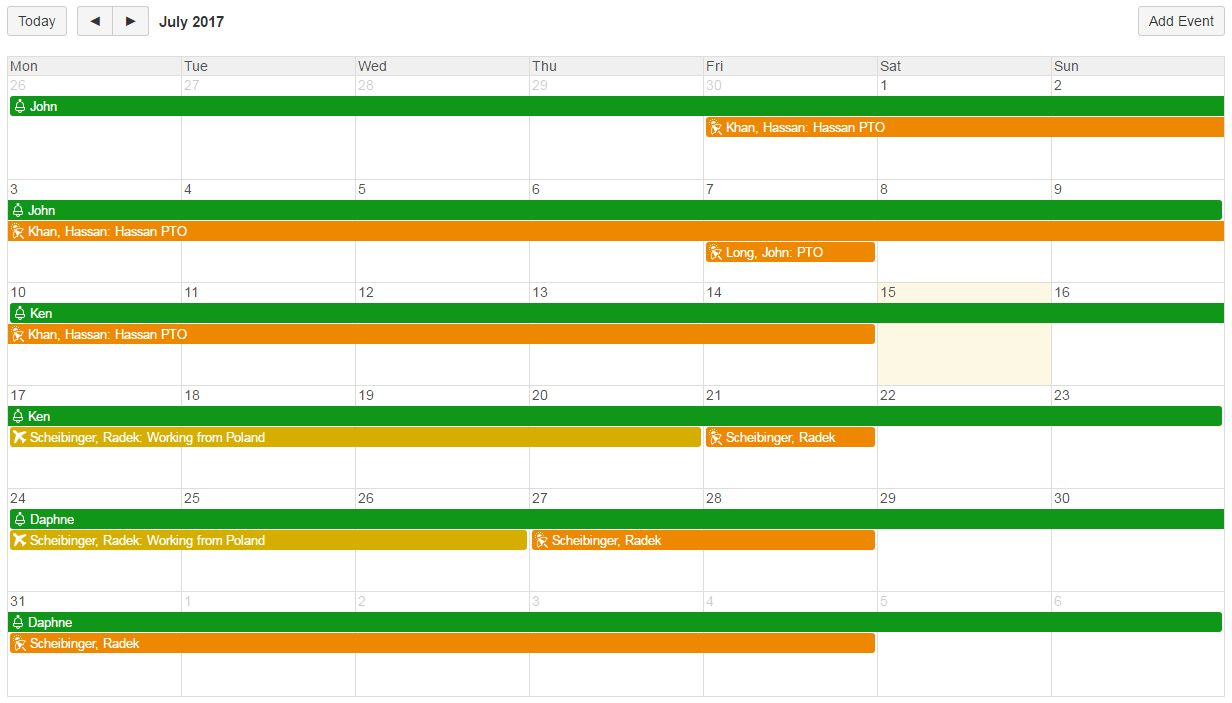 Today ◀ ▶ July 2017 Add Event
Mon Tue Wed Thu Fri Sat Sun
26 27 28 29 30 1 2
John
Khan, Hassan: Hassan PTO
3 4 5 6 7 8 9
John
Khan, Hassan: Hassan PTO
Long, John: PTO
10 11 12 13 14 15 16
Ken
Khan, Hassan: Hassan PTO
17 18 19 20 21 22 23
Ken
Scheibinger, Radek: Working from Poland Scheibinger, Radek
24 25 26 27 28 29 30
Daphne
Scheibinger, Radek: Working from Poland Scheibinger, Radek
31 1 2 3 4 5 6
Daphne
Scheibinger, Radek